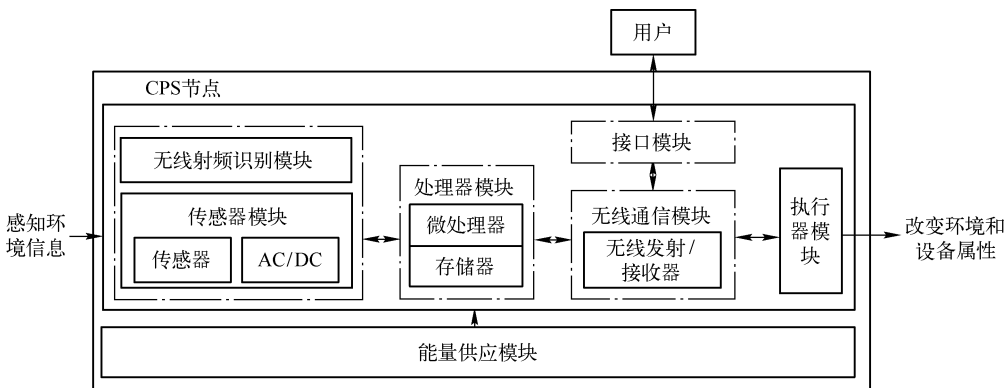 用户
CPS节点
接口模块
无线射频识别模块
处理器模块
传感器模块
微处理器
无线通信模块
执行
器模
块
感知环
境信息
传感器
AC/DC
存储器
无线发射/
接收器
改变环境和
设备属性
能量供应模块